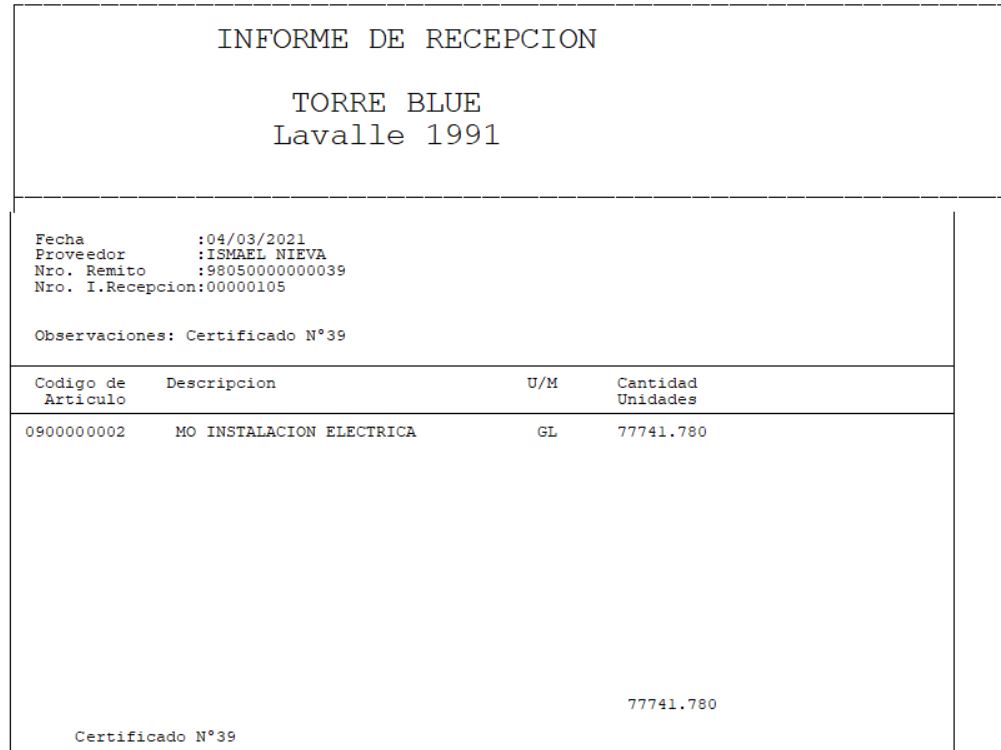 INFORME DE RECEPCION
TORRE BLUE
Lavalle 1991
Fecha :04/03/2021
Proveedor :ISMAEL NIEVA
Nro. Remito :98050000000039
Nro. I.Recepcion:00000105
Observaciones: Certificado N°39
Codigo de Descripcion U/M Cantidad
Articulo Unidades
0900000002 MO INSTALACION ELECTRICA GL 77741.780
77741.780
Certificado N°39